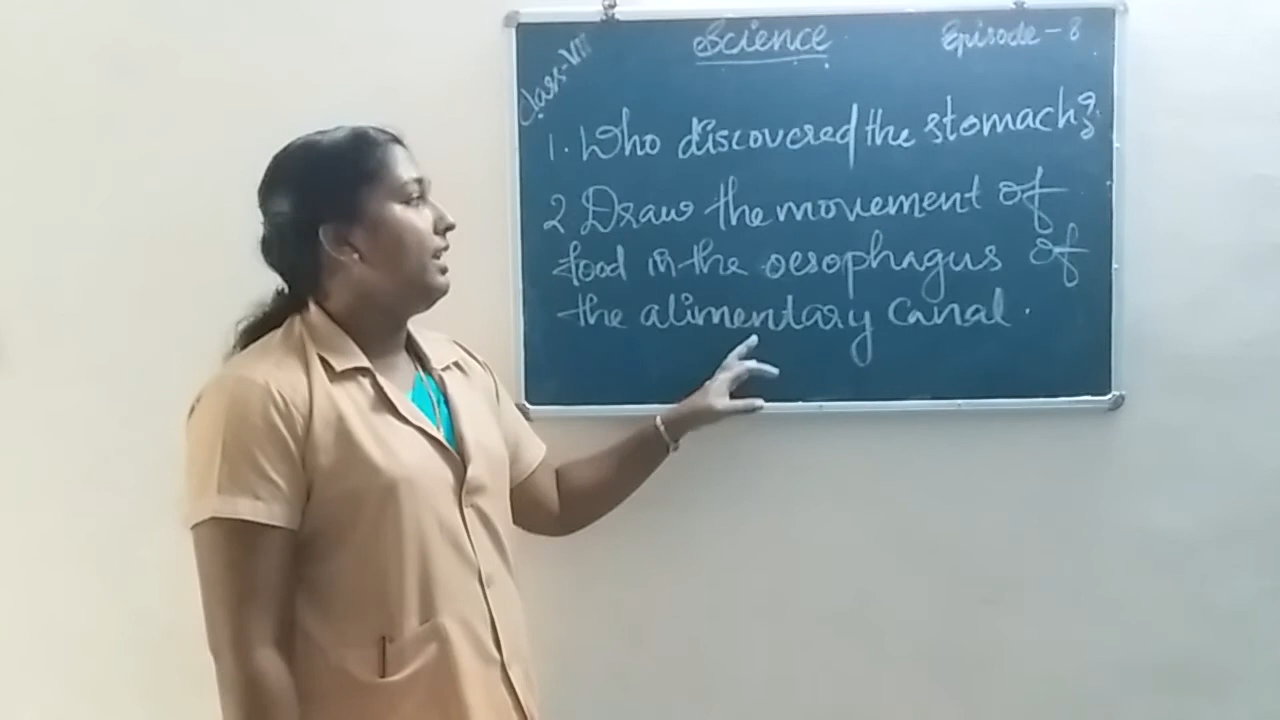 Class-VII
Science
Episode - 8
1. Who discovered the stomach?
2 Draw the movement of
food in the oesophagus of
the alimentary canal.